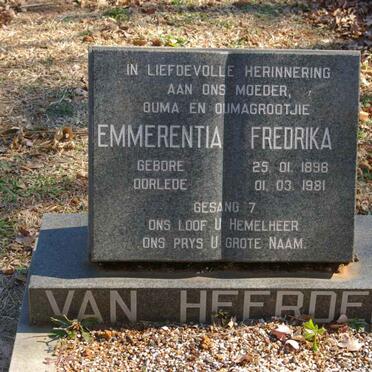 IN LIEFDEVOLLE HERINNERING
AAN ONS MOEDER,
OUMA EN OUMAGROOTJIE
EMMERENTIA FREDRIKA
GEBORE 25. 01. 1898
OORLEDE 01. 03. 1981
GESANG 7
ONS LOOF U HEMELHEER
ONS PRYS U GROTE NAAM.
VAN HEERDE